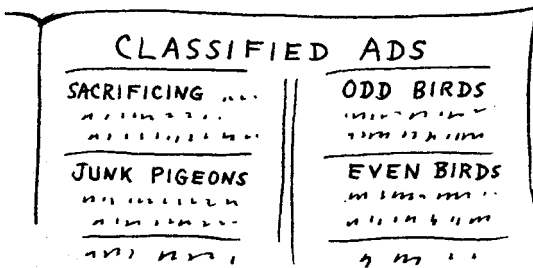 CLASSIFIED ADS
SACRIFICING ....
JUNK PIGEONS
ODD BIRDS
EVEN BIRDS